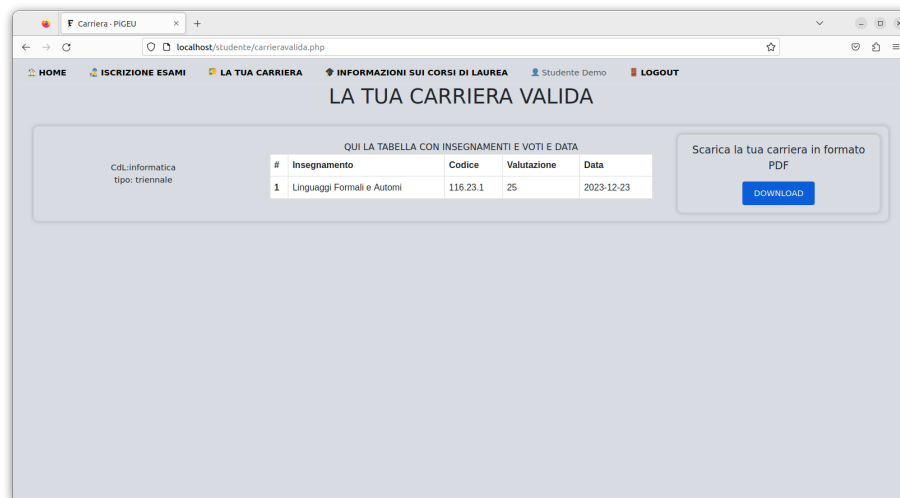 Carriera - PiGEU
localhost/studente/carrieravalida.php
HOME ISCRIZIONE ESAMI LA TUA CARRIERA INFORMAZIONI SUI CORSI DI LAUREA Studente Demo LOGOUT
LA TUA CARRIERA VALIDA
CdL:informatica
tipo: triennale
QUI LA TABELLA CON INSEGNAMENTI E VOTI E DATA
# Insegnamento Codice Valutazione Data
1 Linguaggi Formali e Automi 116.23.1 25 2023-12-23
Scarica la tua carriera in formato
PDF
DOWNLOAD